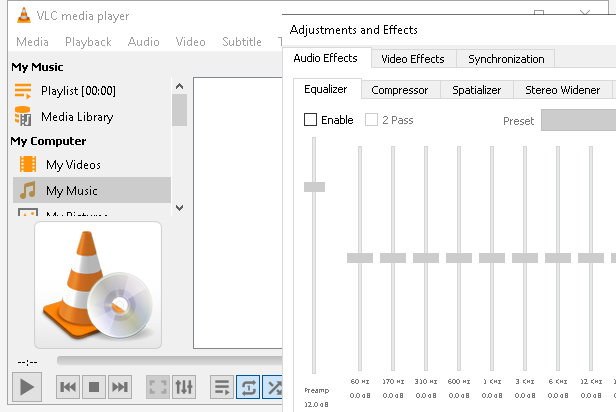 VLC media player
Media Playback Audio Video Subtitle
My Music
Playlist [00:00]
Media Library
My Computer
My Videos
My Music
--:--
Adjustments and Effects
Audio Effects Video Effects Synchronization
Equalizer Compressor Spatializer Stereo Widener
Enable 2 Pass Preset
60 Hz 170 Hz 310 Hz 600 Hz 1 KHz 3 KHz 6 KHz 12 KHz
Preamp 0.0 dB 0.0 dB 0.0 dB 0.0 dB 0.0 dB 0.0 dB 0.0 dB 0.0 dB
12.0 dB